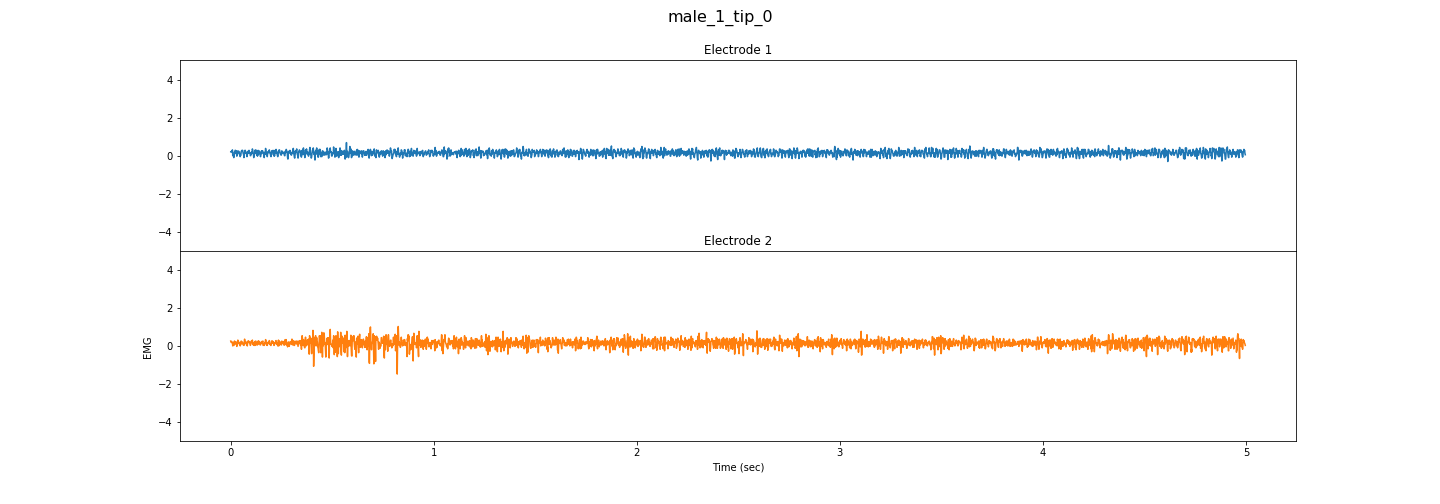 male_1_tip_0
Electrode 1
4
2
0
−2
−4
Electrode 2
4
2
0
−2
−4
EMG
0 1 2 3 4 5
Time (sec)